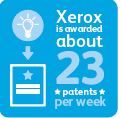 Xerox
is awarded
about
23
patents
per week